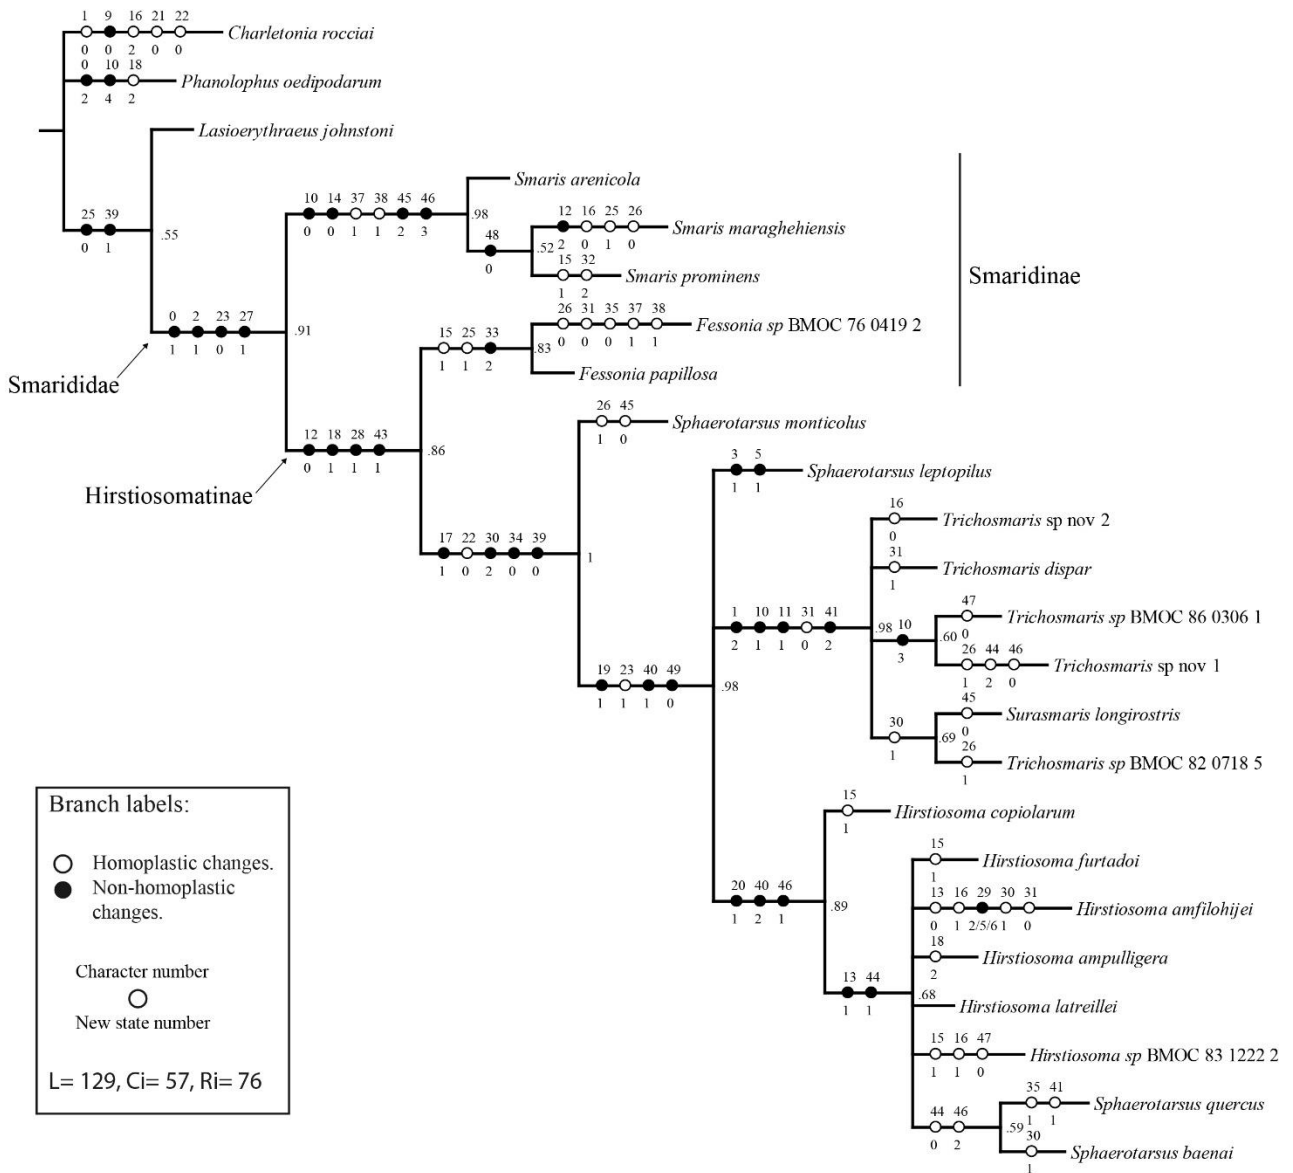 1 9 16 21 22
Charletonia rocciai
0 0 2 0 0
0 10 18
Phanolophus oedipodarum
2 4 2
Lasioerythraeus johnstoni
25 39
0 1
.55
10 14 37 38 45 46
0 0 1 1 2 3
.98
Smaris arenicola
48
0
.52
12 16 25 26
Smaris maraghehiensis
2 0 1 0
15 32
Smaris prominens
1 2
Smaridinae
0 2 23 27
1 1 0 1
.91
Smarididae
15 25 33
1 1 2
.83
26 31 35 37 38
Fessonia sp BMOC 76 0419 2
0 0 0 1 1
Fessonia papillosa
12 18 28 43
0 1 1 1
.86
Hirstiosomatinae
26 45
Sphaerotarsus monticolus
1 0
17 22 30 34 39
1 0 2 0 0
1
3 5
Sphaerotarsus leptopilus
1 1
19 23 40 49
1 1 1 0
.98
1 10 11 31 41
2 1 1 0 2
.98
16
Trichosmaris sp nov 2
0
31
Trichosmaris dispar
1
10
3
.60
47
Trichosmaris sp BMOC 86 0306 1
0
26 44 46
Trichosmaris sp nov 1
1 2 0
30
1
.69
45
Surasmaris longirostris
0
26
Trichosmaris sp BMOC 82 0718 5
1
20 40 46
1 2 1
.89
15
Hirstiosoma copiolarum
1
13 44
1 1
.68
15
Hirstiosoma furtadoi
1
13 16 29 30 31
Hirstiosoma amfilohijei
0 1 2/5/6 1 0
18
Hirstiosoma ampulligera
2
Hirstiosoma latreillei
15 16 47
Hirstiosoma sp BMOC 83 1222 2
1 1 0
44 46
0 2
.59
35 41
Sphaerotarsus quercus
1 1
30
Sphaerotarsus baenai
1
Branch labels:
Homoplastic changes.
Non-homoplastic
changes.
Character number
New state number
L= 129, Ci= 57, Ri= 76